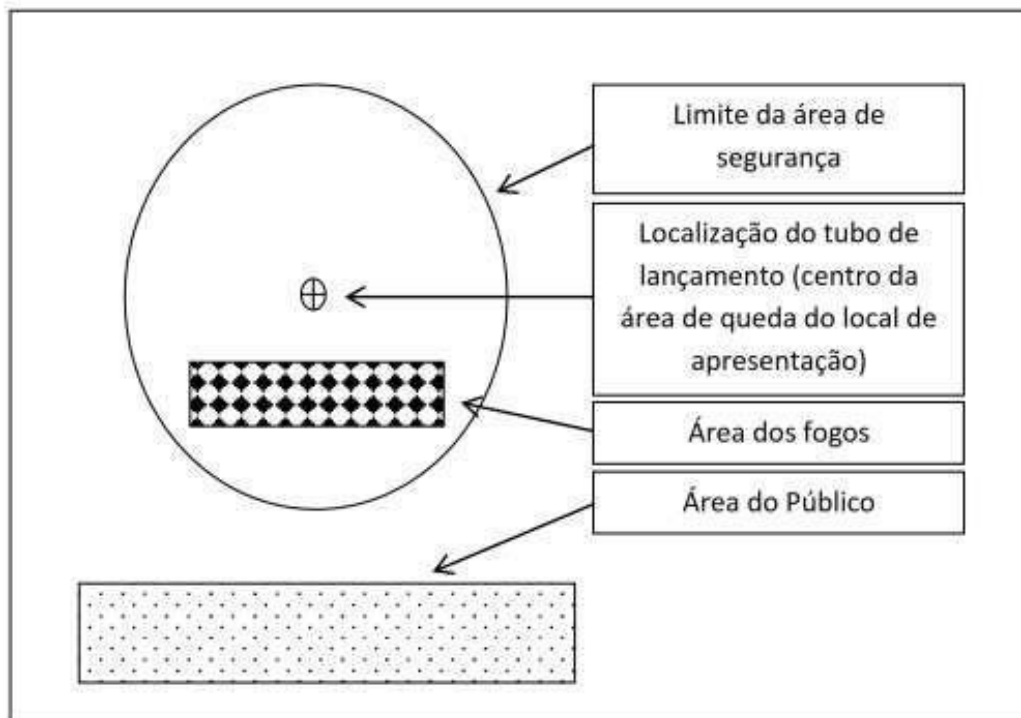 Limite da área de
segurança
Localização do tubo de
lançamento (centro da
área de queda do local de
apresentação)
Área dos fogos
Área do Público